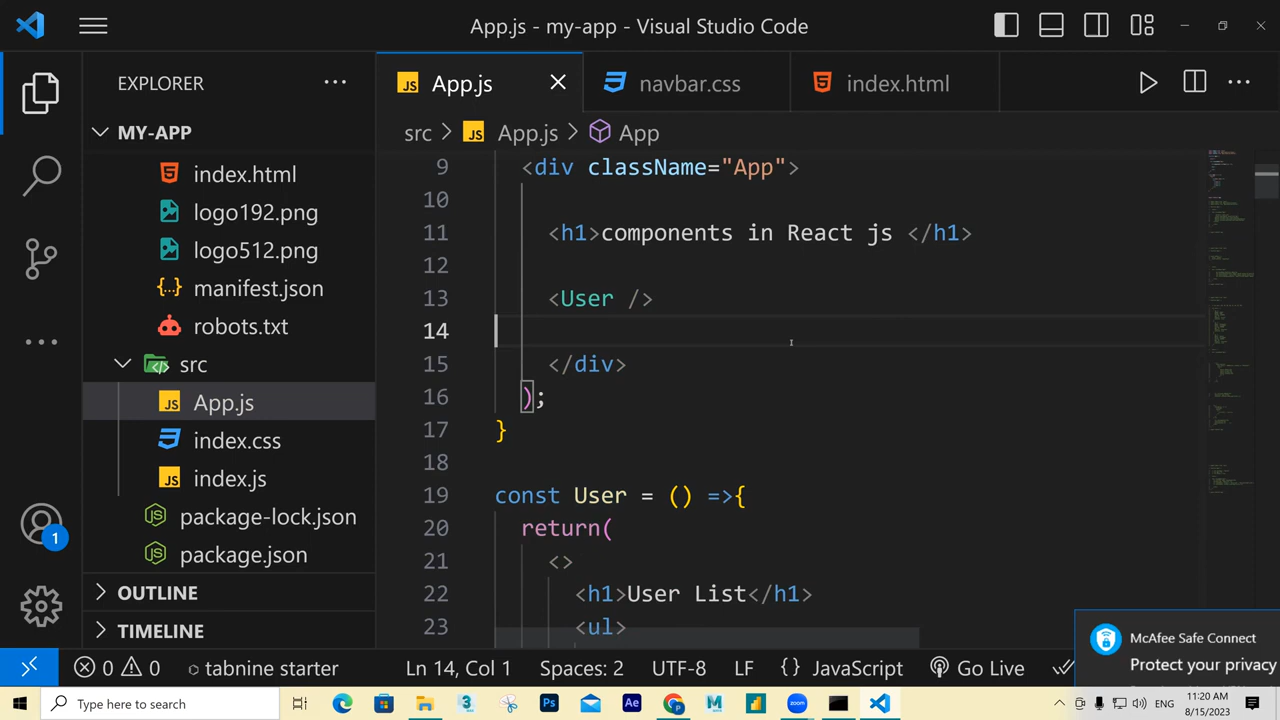 App.js - my-app - Visual Studio Code
EXPLORER
MY-APP
index.html
logo192.png
logo512.png
manifest.json
robots.txt
src
App.js
index.css
index.js
package-lock.json
package.json
OUTLINE
TIMELINE
App.js
navbar.css
index.html
src > App.js > App
9 <div className="App">
10
11 <h1>components in React js </h1>
12
13 <User />
14
15 </div>
16 );
17 }
18
19 const User = () =>{
20 return(
21 <>
22 <h1>User List</h1>
23 <ul>
McAfee Safe Connect
Protect your privacy
1
0 0 tabnine starter Ln 14, Col 1 Spaces: 2 UTF-8 LF {} JavaScript Go Live
Type here to search
ENG
11:20 AM
8/15/2023